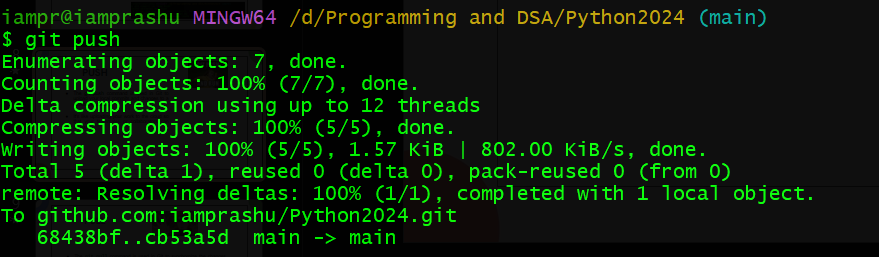 iampr@iamprashu MINGW64 /d/Programming and DSA/Python2024 (main)
$ git push
Enumerating objects: 7, done.
Counting objects: 100% (7/7), done.
Delta compression using up to 12 threads
Compressing objects: 100% (5/5), done.
Writing objects: 100% (5/5), 1.57 KiB | 802.00 KiB/s, done.
Total 5 (delta 1), reused 0 (delta 0), pack-reused 0 (from 0)
remote: Resolving deltas: 100% (1/1), completed with 1 local object.
To github.com:iamprashu/Python2024.git
   68438bf..cb53a5d  main -> main